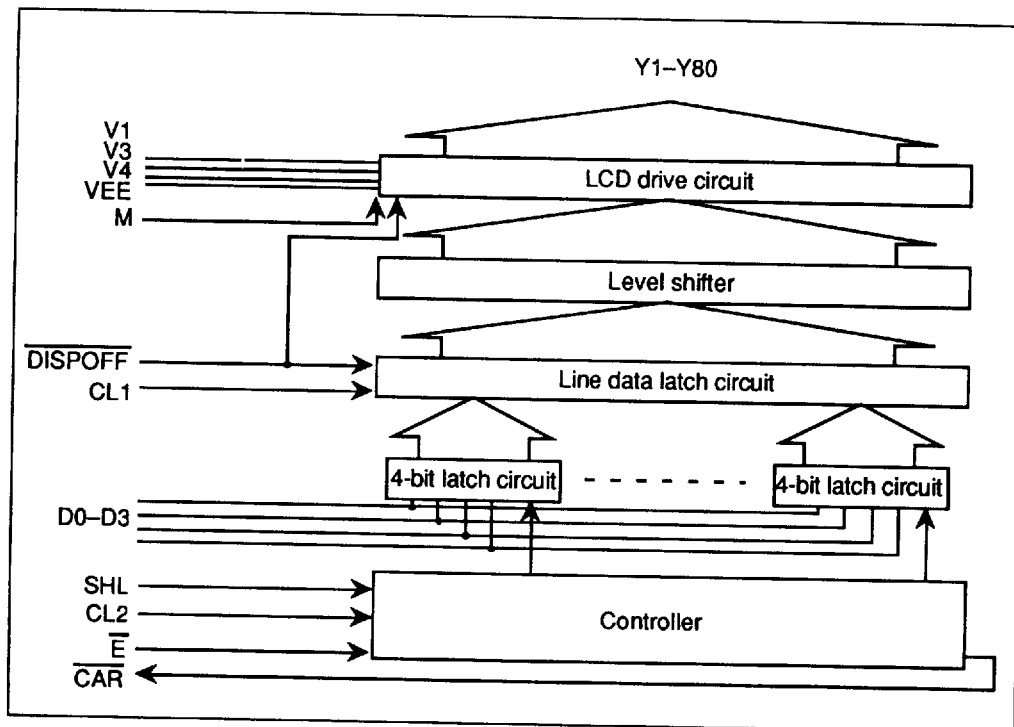 Y1–Y80
V1
V3
V4
VEE
M
LCD drive circuit
Level shifter
DISPOFF
CL1
Line data latch circuit
4-bit latch circuit
4-bit latch circuit
D0–D3
SHL
CL2
E
CAR
Controller